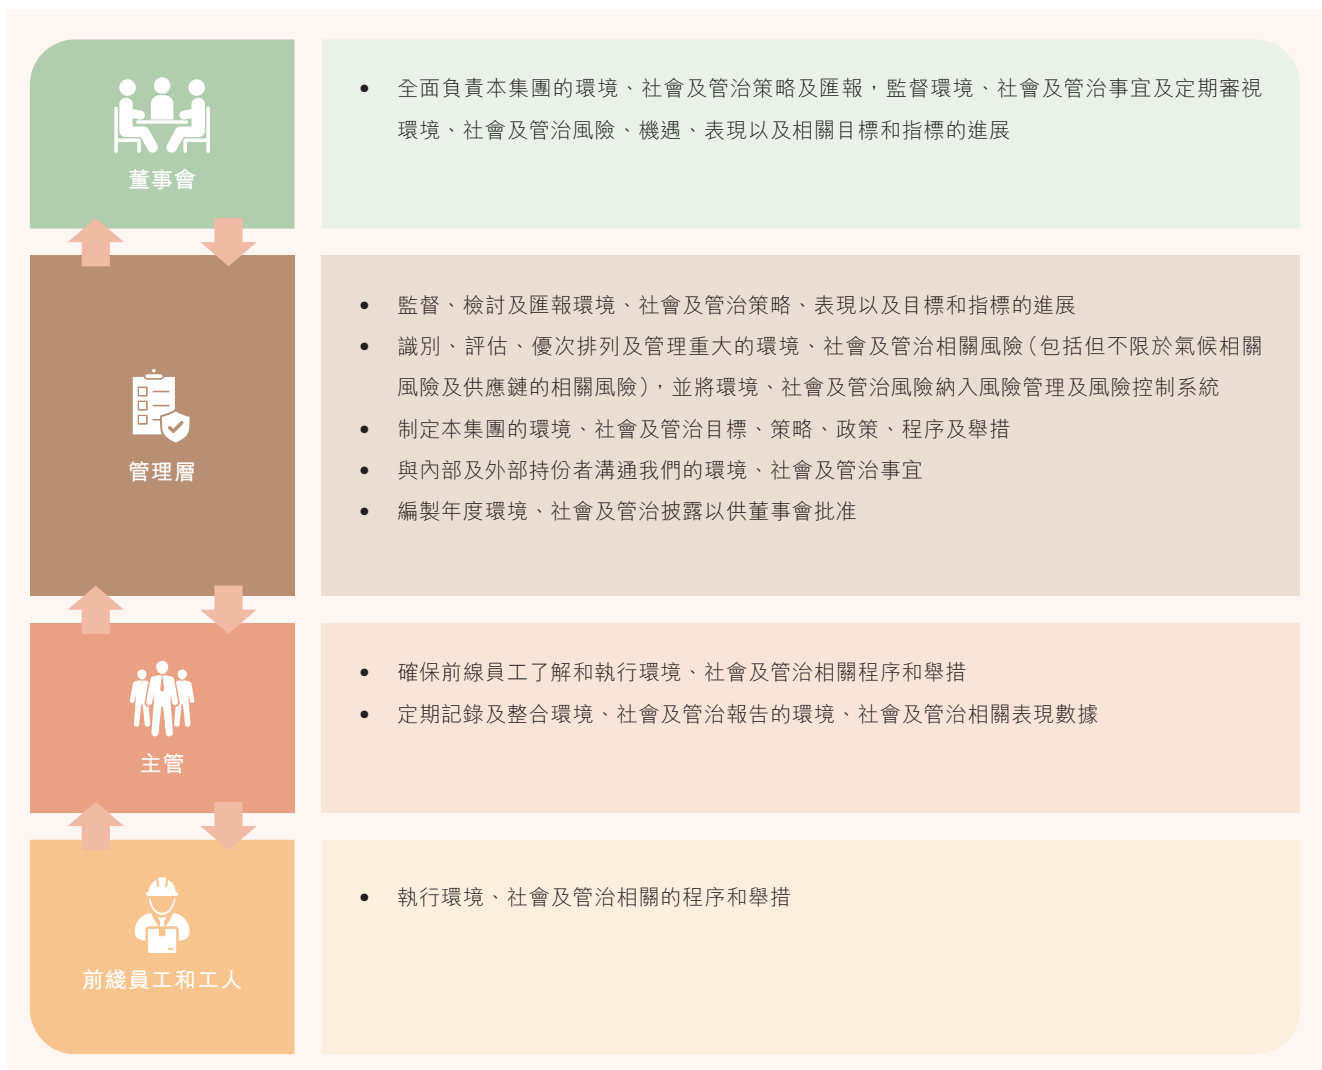 董事會
• 全面負責本集團的環境、社會及管治策略及匯報，監督環境、社會及管治事宜及定期審視
環境、社會及管治風險、機遇、表現以及相關目標和指標的進展
管理層
• 監督、檢討及匯報環境、社會及管治策略、表現以及目標和指標的進展
• 識別、評估、優次排列及管理重大的環境、社會及管治相關風險（包括但不限於氣候相關
風險及供應鏈的相關風險），並將環境、社會及管治風險納入風險管理及風險控制系統
• 制定本集團的環境、社會及管治目標、策略、政策、程序及舉措
• 與內部及外部持份者溝通我們的環境、社會及管治事宜
• 編製年度環境、社會及管治披露以供董事會批准
主管
• 確保前線員工了解和執行環境、社會及管治相關程序和舉措
• 定期記錄及整合環境、社會及管治報告的環境、社會及管治相關表現數據
前綫員工和工人
• 執行環境、社會及管治相關的程序和舉措